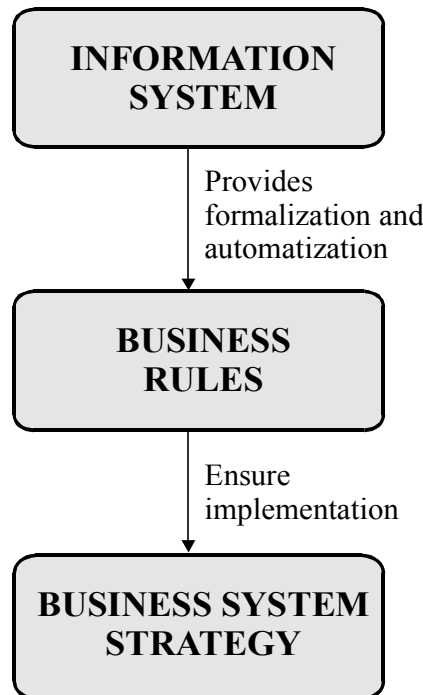 INFORMATION
SYSTEM
Provides
formalization and
automatization
BUSINESS
RULES
Ensure
implementation
BUSINESS SYSTEM
STRATEGY